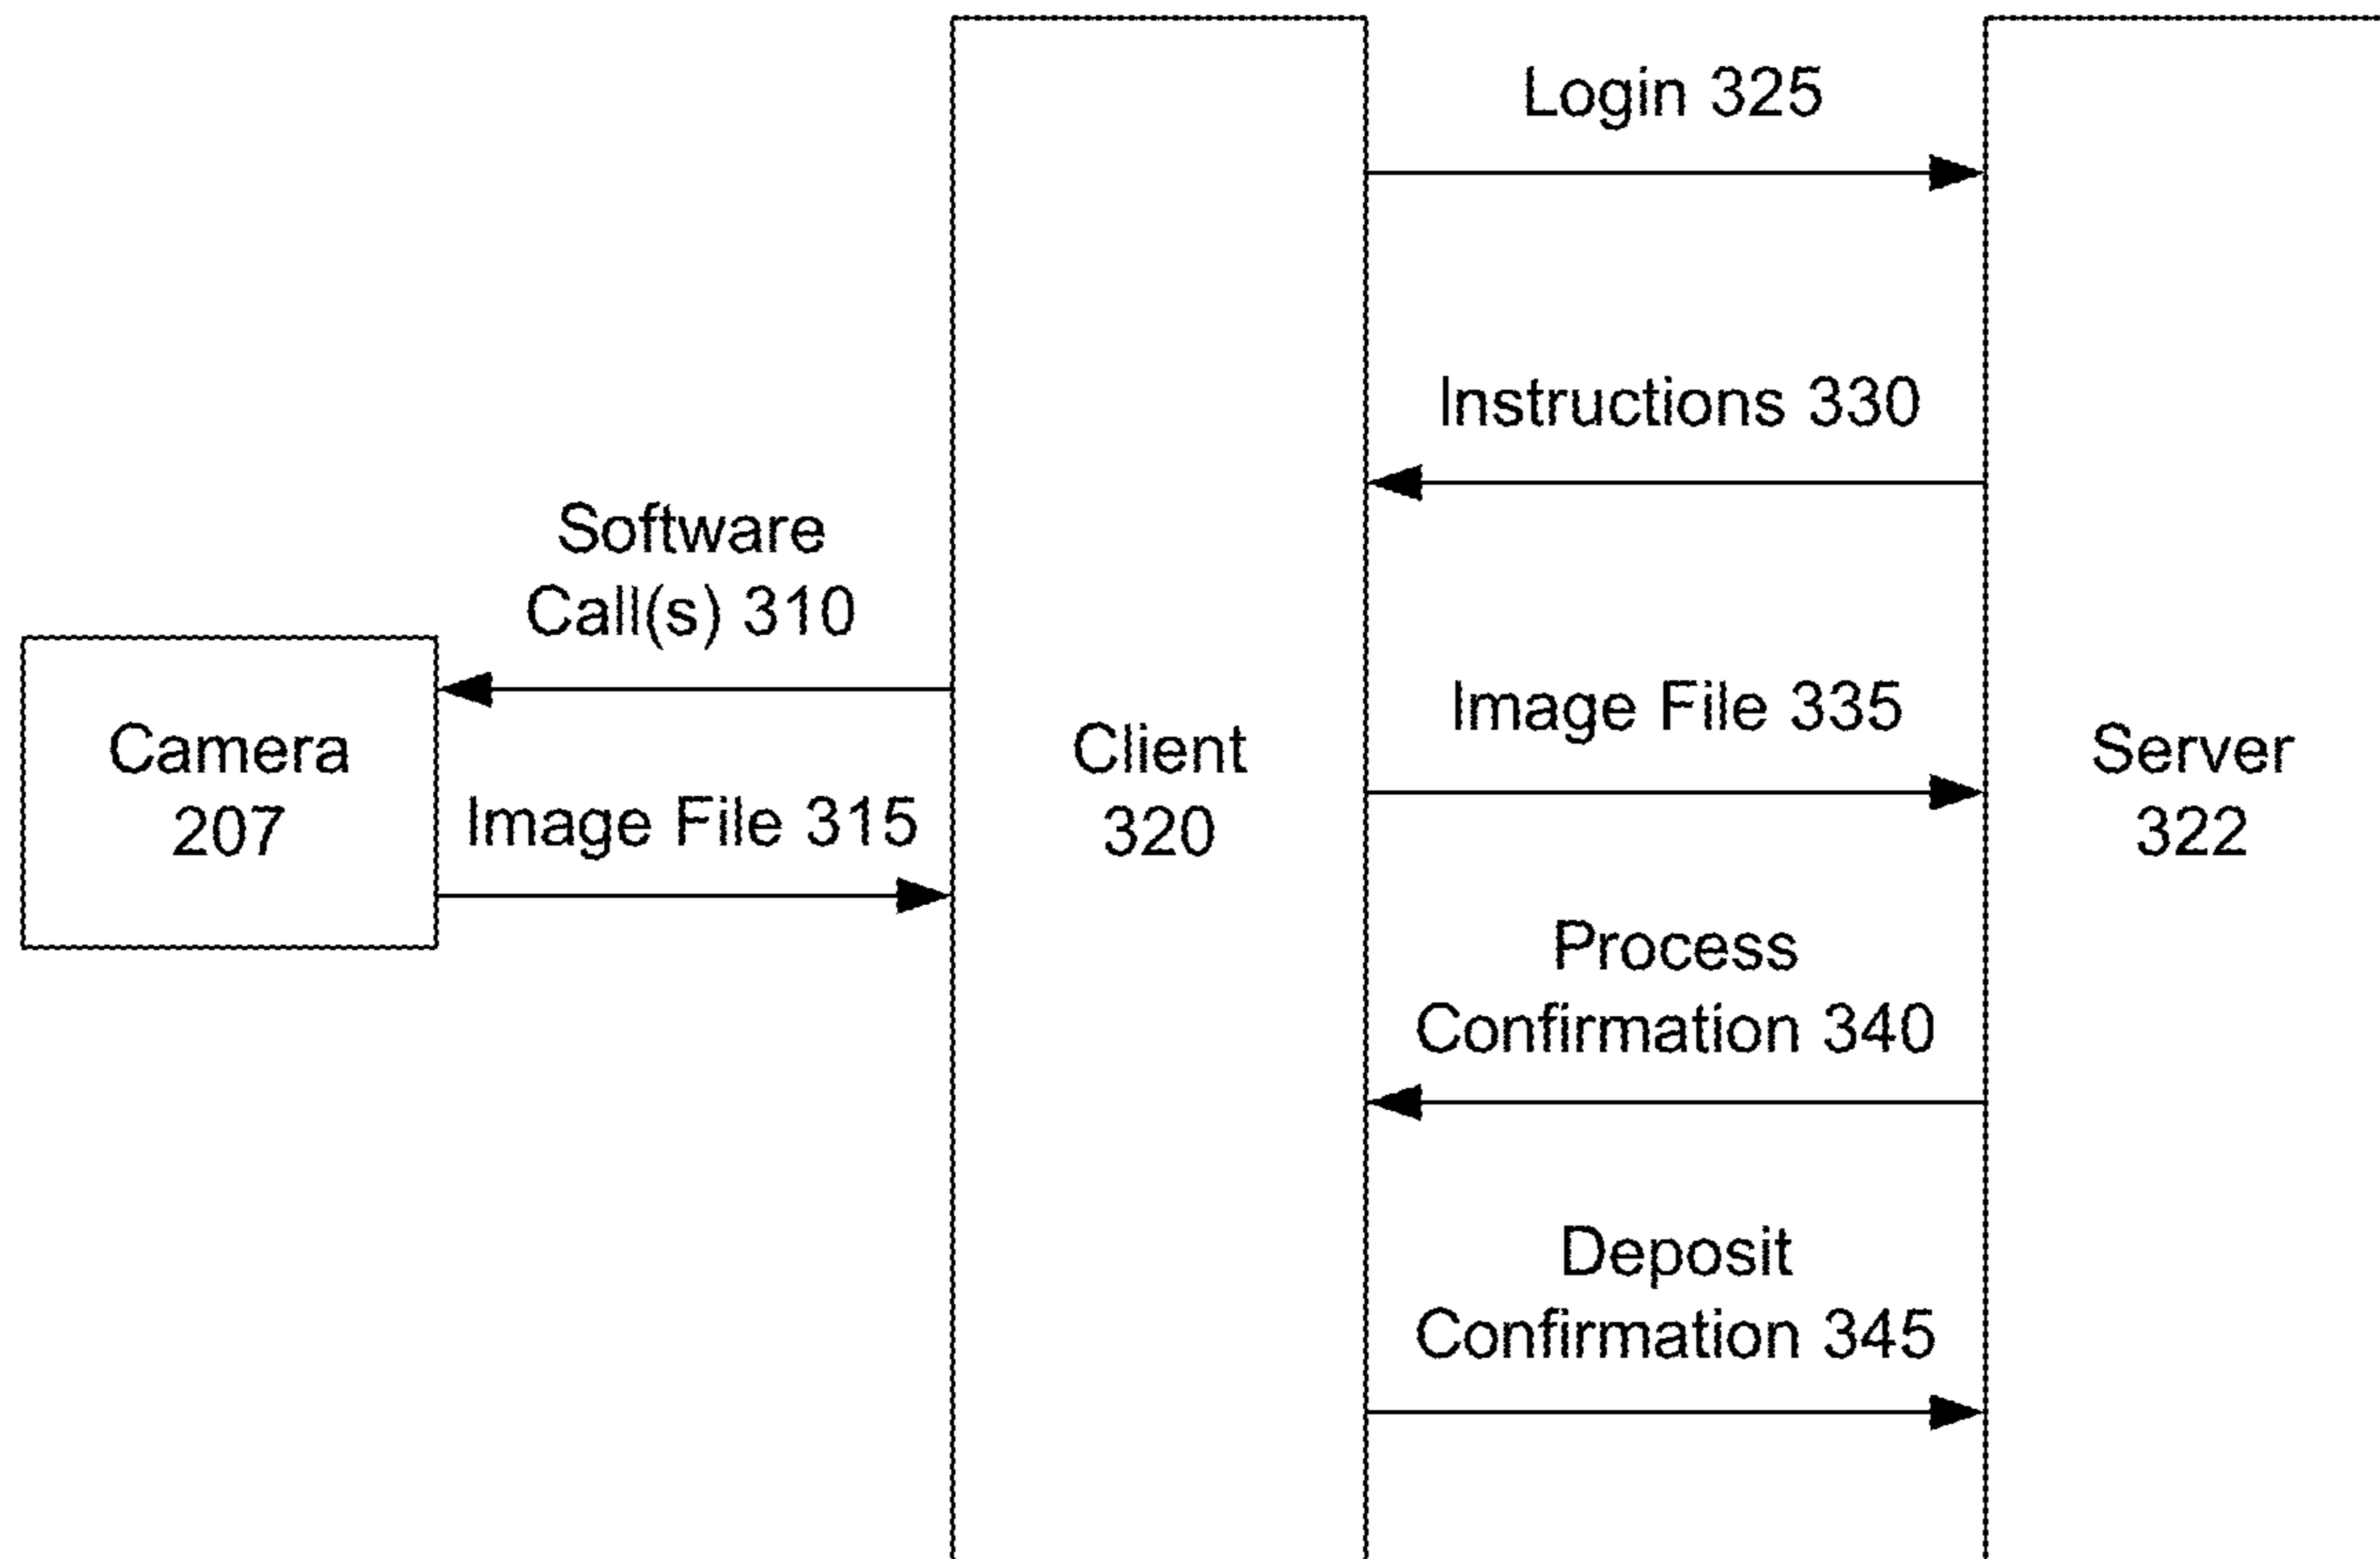 Login 325
Instructions 330
Software
Call(s) 310
Image File 335
Camera
207
Image File 315
Client
320
Server
322
Process
Confirmation 340
Deposit
Confirmation 345